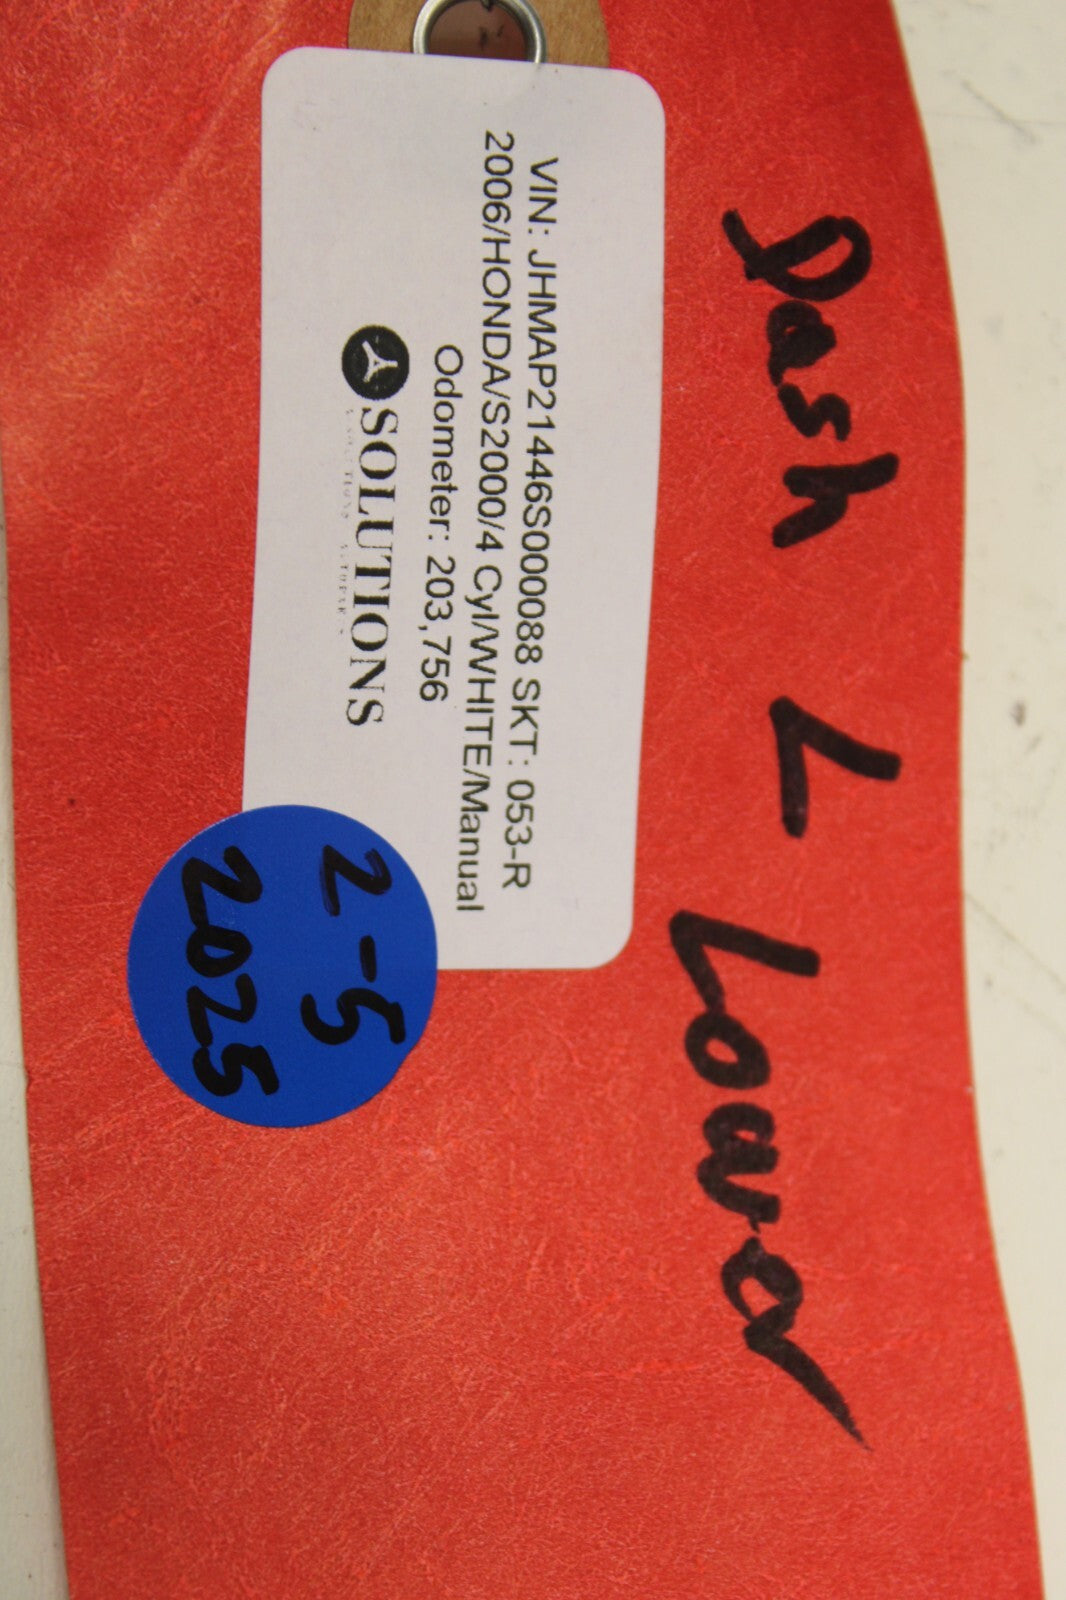 Dash L
Lower
VIN: JHMAP21446S000088 SKT: 053-R
2006/HONDA/S2000/4 Cyl/WHITE/Manual
Odometer: 203,756
SOLUTIONS
2-5
2025